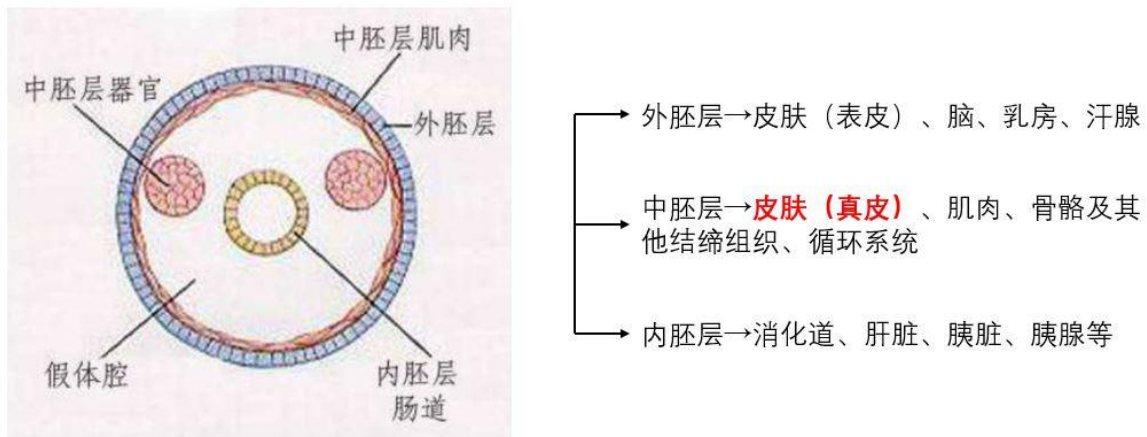 中胚层肌肉
中胚层器官
外胚层
假体腔
内胚层
肠道
外胚层→皮肤（表皮）、脑、乳房、汗腺
中胚层→皮肤（真皮）、肌肉、骨骼及其
他结缔组织、循环系统
内胚层→消化道、肝脏、胰脏、胰腺等